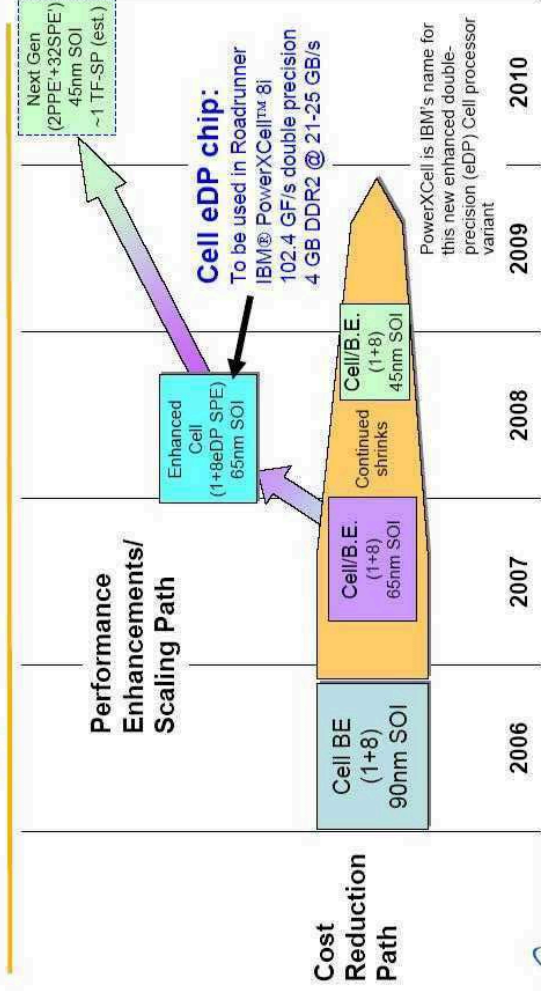 Performance
Enhancements/
Scaling Path
Next Gen
(2PPE'+32SPE')
45nm SOI
~1 TF-SP (est.)
Enhanced
Cell
(1+8eDP SPE)
65nm SOI
Cell eDP chip:
To be used in Roadrunner
IBM® PowerXCell™ 8i
102.4 GF/s double precision
4 GB DDR2 @ 21-25 GB/s
Cost
Reduction
Path
Cell BE
(1+8)
90nm SOI
Cell/B.E.
(1+8)
65nm SOI
Continued
shrinks
Cell/B.E.
(1+8)
45nm SOI
PowerXCell is IBM's name for
this new enhanced double-
precision (eDP) Cell processor
variant
2006
2007
2008
2009
2010